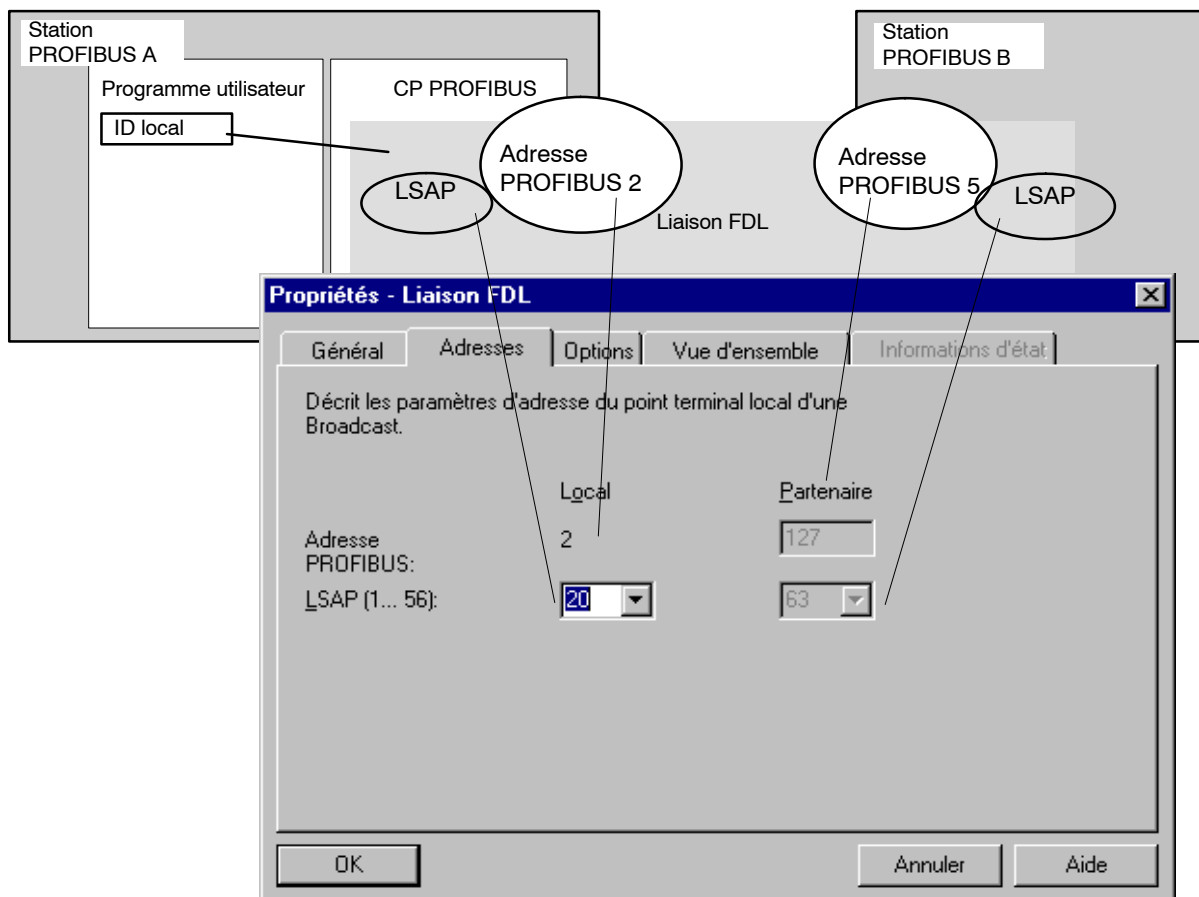 Station
PROFIBUS A
Station
PROFIBUS B
Programme utilisateur
CP PROFIBUS
ID local
Adresse
PROFIBUS 2
Adresse
PROFIBUS 5
LSAP
LSAP
Liaison FDL
Propriétés - Liaison FDL
Général
Adresses
Options
Vue d'ensemble
Informations d'état
Décrit les paramètres d'adresse du point terminal local d'une
Broadcast.
Local
Partenaire
Adresse
PROFIBUS:
2
127
LSAP (1... 56):
20
63
OK
Annuler
Aide